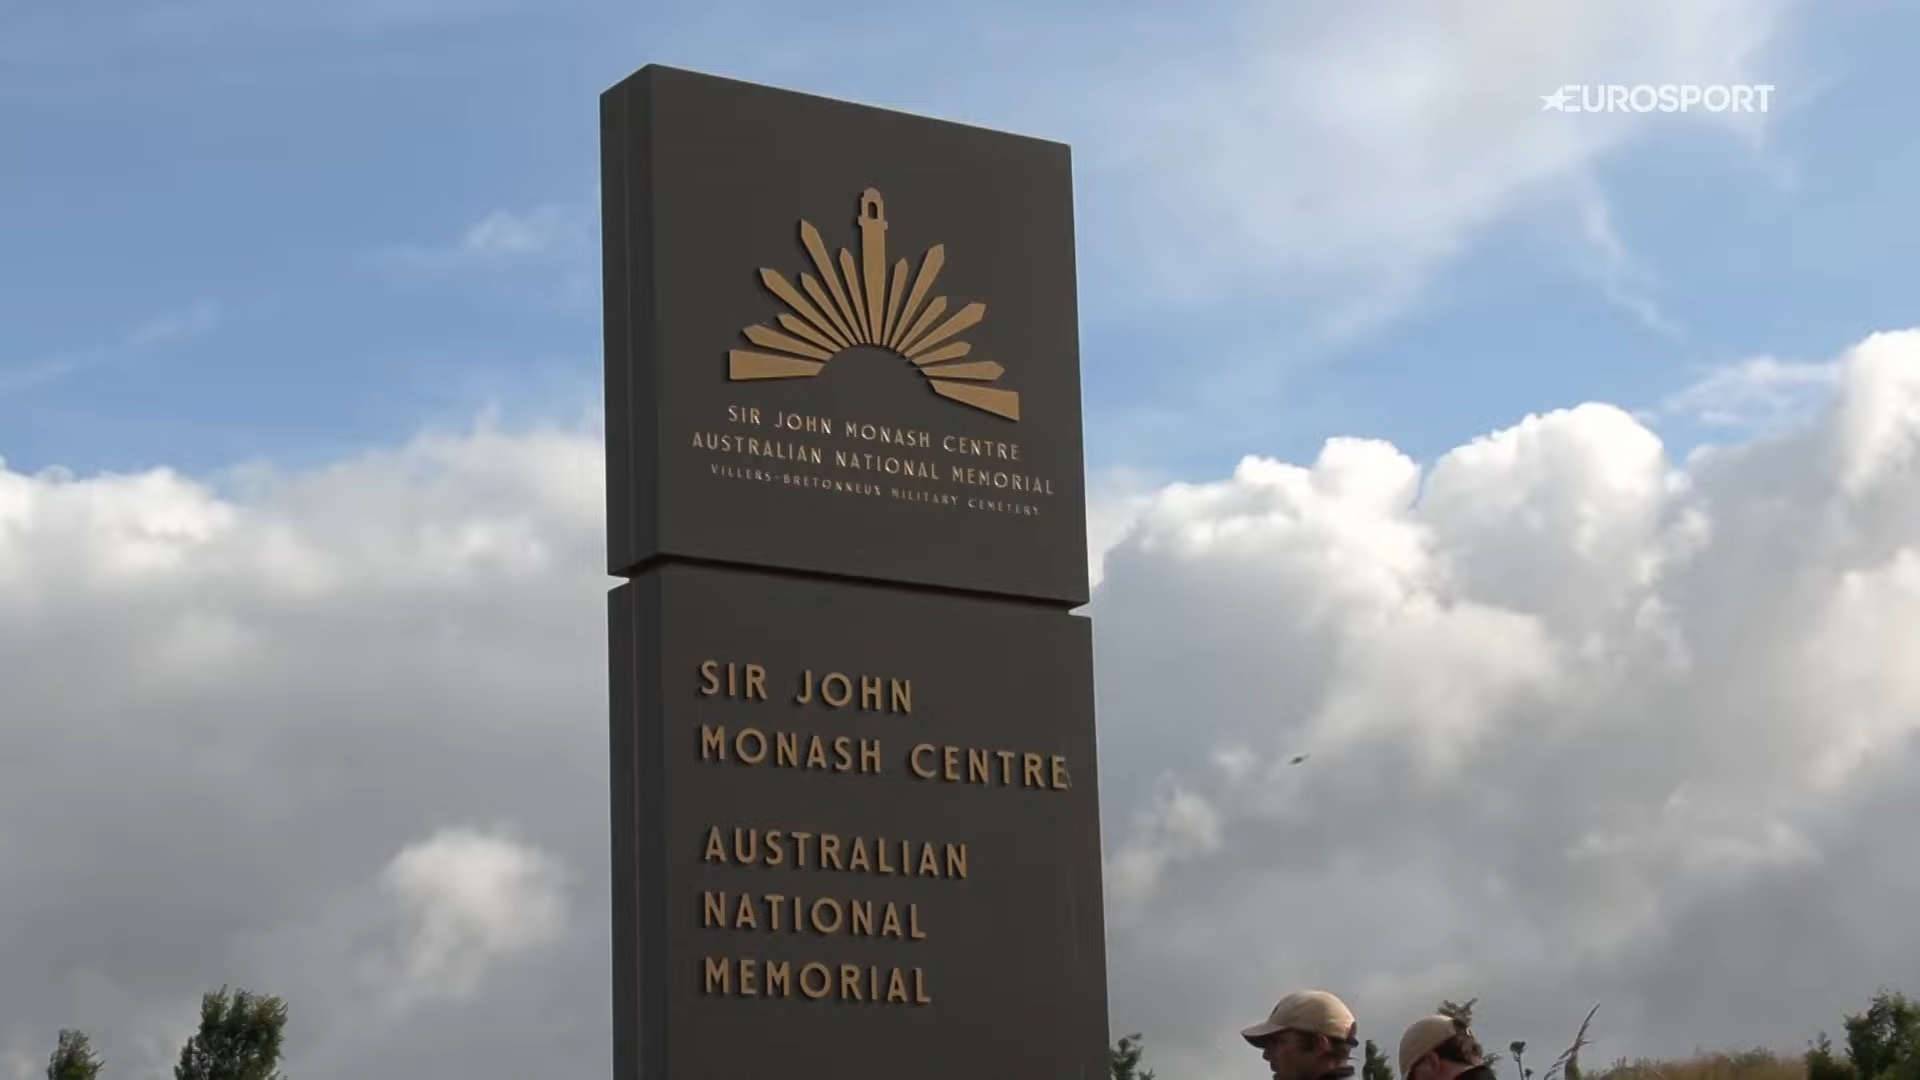 EUROSPORT
SIR JOHN MONASH CENTRE
AUSTRALIAN NATIONAL MEMORIAL
VILLERS-BRETONNEUX MILITARY CEMETERY
SIR JOHN
MONASH CENTRE
AUSTRALIAN
NATIONAL
MEMORIAL